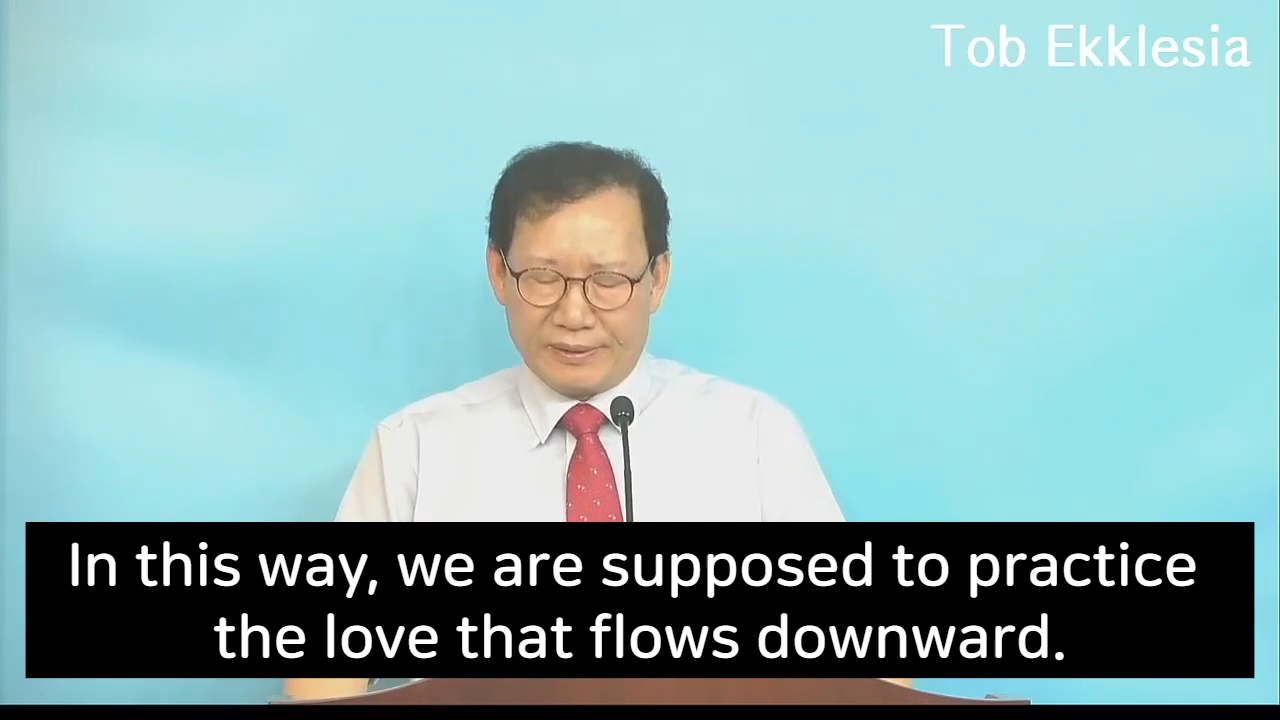 Tob Ekklesia
In this way, we are supposed to practice
the love that flows downward.